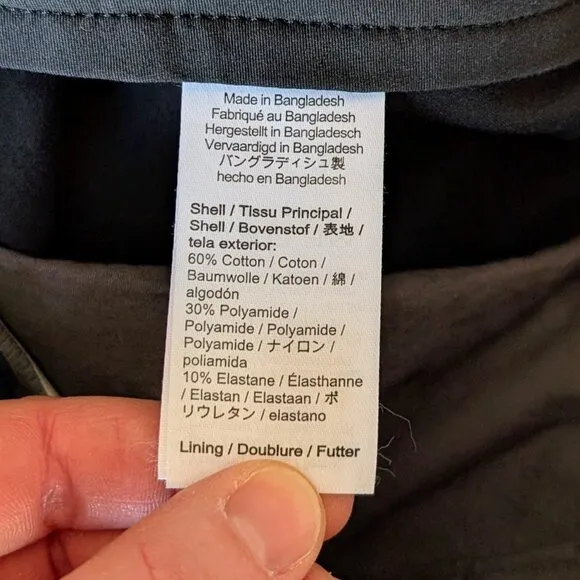 Made in Bangladesh
Fabriqué au Bangladesh
Hergestellt in Bangladesch
Vervaardigd in Bangladesh
バングラディシュ製
hecho en Bangladesh
Shell / Tissu Principal /
Shell / Bovenstof / 表地 /
tela exterior:
60% Cotton / Coton /
Baumwolle / Katoen / 綿 /
algodón
30% Polyamide /
Polyamide / Polyamide /
Polyamide / ナイロン /
poliamida
10% Elastane / Élasthanne
/ Elastan / Elastaan / ポ
リウレタン / elastano
Lining / Doublure / Futter